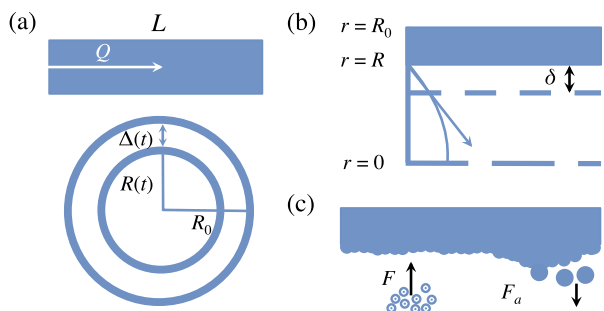 (a)
L
Q
Δ(t)
R(t)
R₀
(b)
r = R₀
r = R
δ
r = 0
(c)
F
Fₐ